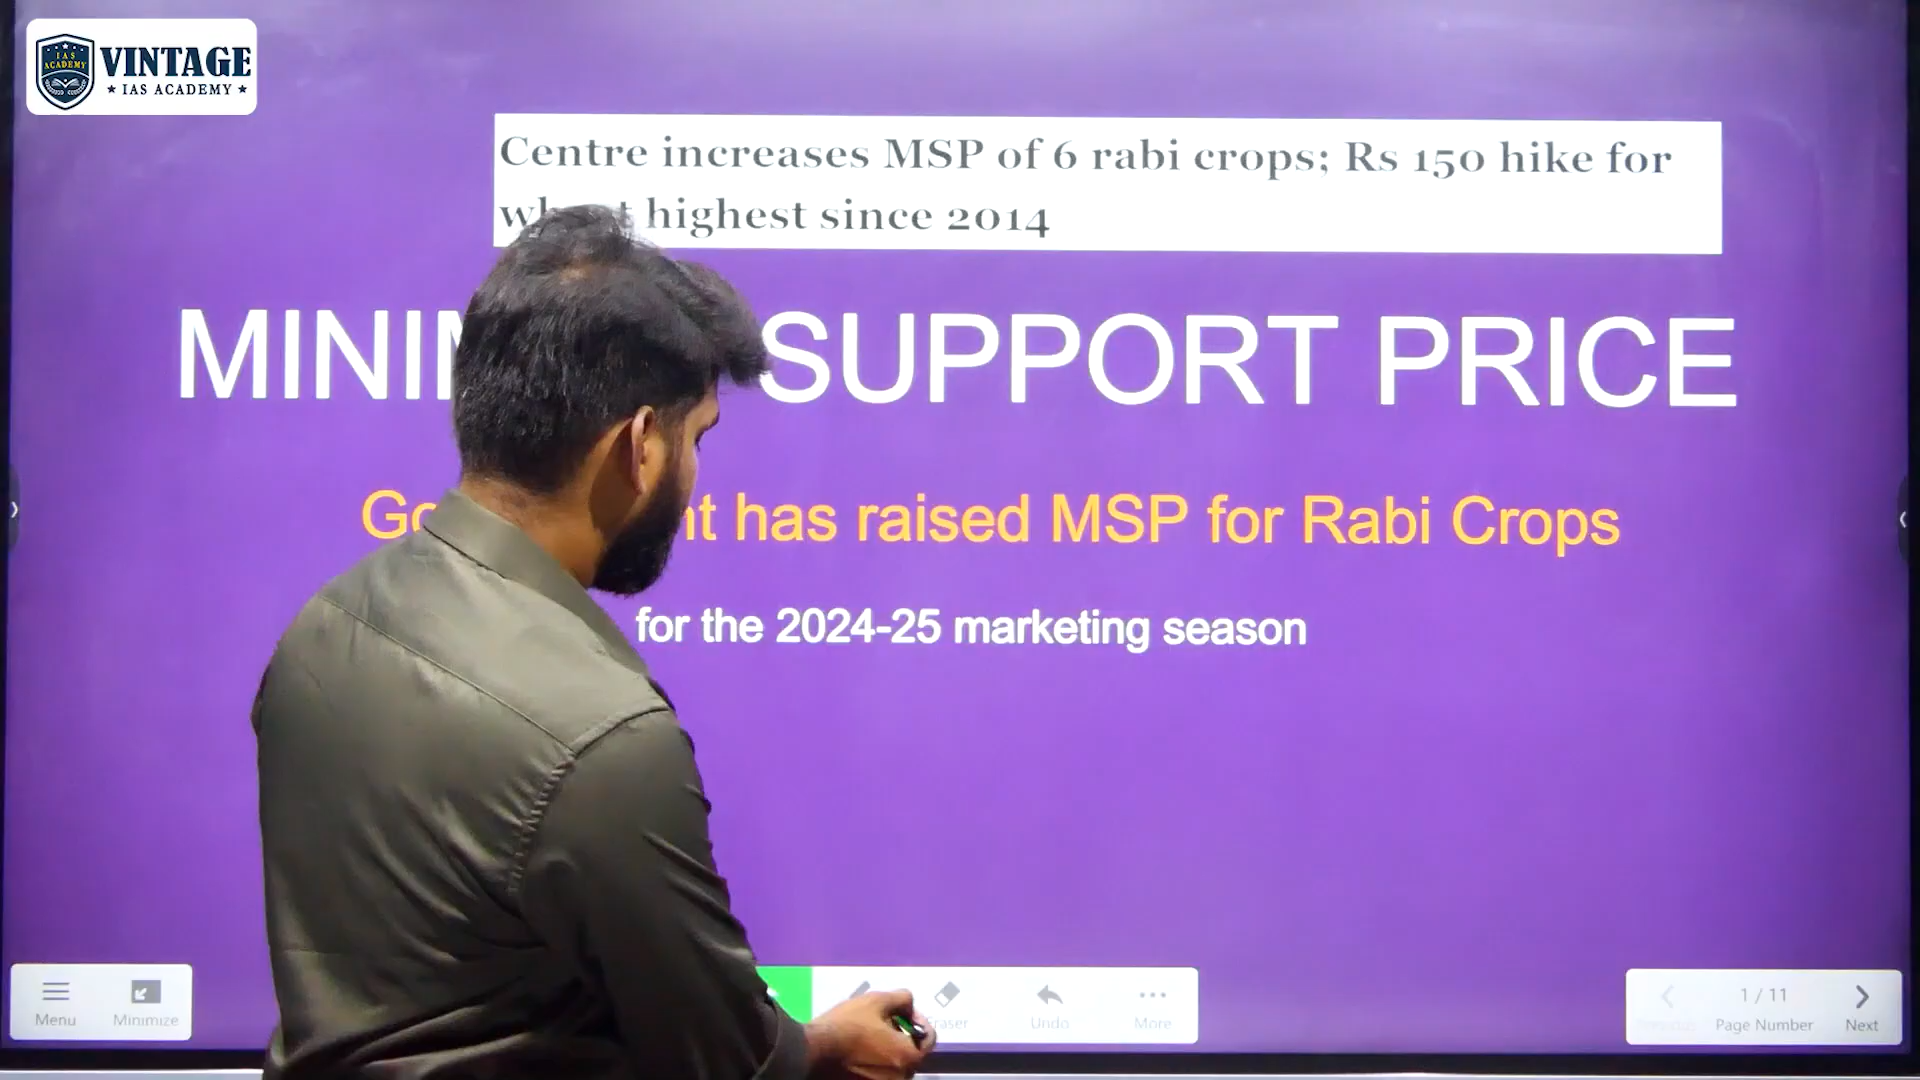 IAS
ACADEMY
VINTAGE
IAS ACADEMY
Centre increases MSP of 6 rabi crops; Rs 150 hike for
highest since 2014
SUPPORT PRICE
has raised MSP for Rabi Crops
for the 2024-25 marketing season
Menu
Minimize
Undo
More
1 / 11
Page Number
Next